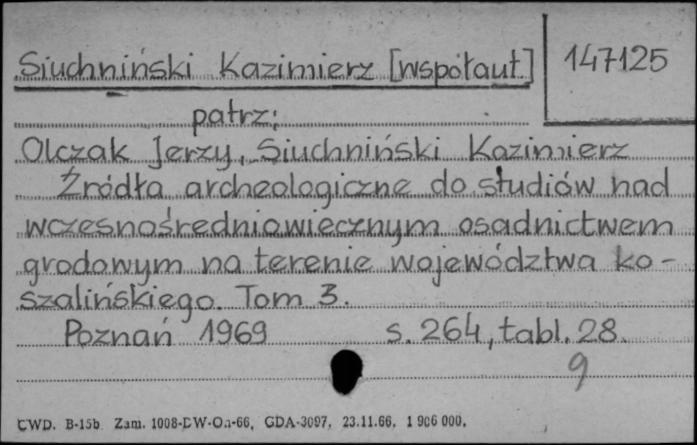 Siuchniński Kazimierz [współaut.] 147125
patrz:
Olczak Jerzy, Siuchniński Kazimierz
Źródła archeologiczne do studiów nad
wczesnośredniowiecznym osadnictwem
grodowym na terenie województwa ko-
szalińskiego. Tom 3.
Poznań 1969 s. 264, tabl. 28.
9
CWD. B-15b Zam. 1008-DW-On-66, GDA-3097, 23.11.66, 1 906 000,